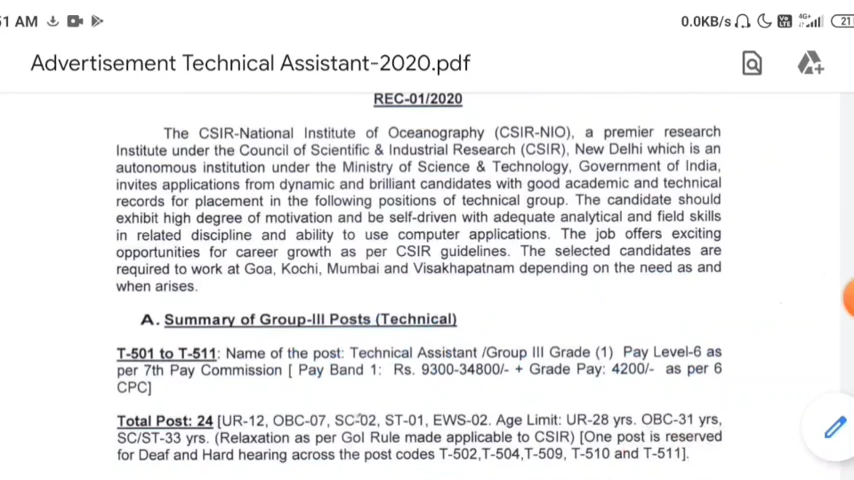 51 AM 0.0KB/s Vo LTE 4G+ 21
Advertisement Technical Assistant-2020.pdf
REC-01/2020
The CSIR-National Institute of Oceanography (CSIR-NIO), a premier research
Institute under the Council of Scientific & Industrial Research (CSIR), New Delhi which is an
autonomous institution under the Ministry of Science & Technology, Government of India,
invites applications from dynamic and brilliant candidates with good academic and technical
records for placement in the following positions of technical group. The candidate should
exhibit high degree of motivation and be self-driven with adequate analytical and field skills
in related discipline and ability to use computer applications. The job offers exciting
opportunities for career growth as per CSIR guidelines. The selected candidates are
required to work at Goa, Kochi, Mumbai and Visakhapatnam depending on the need as and
when arises.
A. Summary of Group-III Posts (Technical)
T-501 to T-511: Name of the post: Technical Assistant /Group III Grade (1) Pay Level-6 as
per 7th Pay Commission [ Pay Band 1: Rs. 9300-34800/- + Grade Pay: 4200/- as per 6
CPC]
Total Post: 24 [UR-12, OBC-07, SC-02, ST-01, EWS-02. Age Limit: UR-28 yrs. OBC-31 yrs,
SC/ST-33 yrs. (Relaxation as per GoI Rule made applicable to CSIR) [One post is reserved
for Deaf and Hard hearing across the post codes T-502,T-504,T-509, T-510 and T-511].